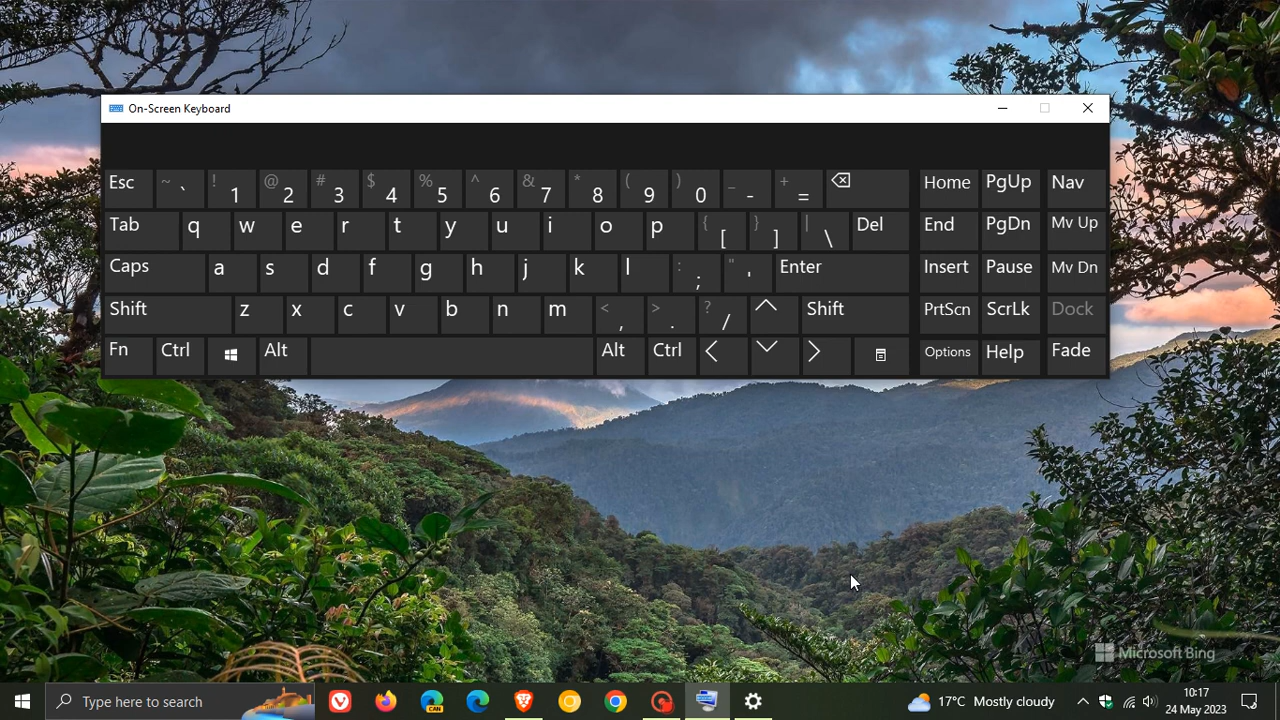 On-Screen Keyboard
Esc ~ ` ! 1 @ 2 # 3 $ 4 % 5 ^ 6 & 7 * 8 ( 9 ) 0 _ - + = Home PgUp Nav
Tab q w e r t y u i o p { [ } ] | \ Del End PgDn Mv Up
Caps a s d f g h j k l : ; " ' Enter Insert Pause Mv Dn
Shift z x c v b n m < , > . ? / Shift PrtScn ScrLk Dock
Fn Ctrl Alt Alt Ctrl Options Help Fade
Microsoft Bing
Type here to search
CAN
17°C Mostly cloudy
10:17
24 May 2023